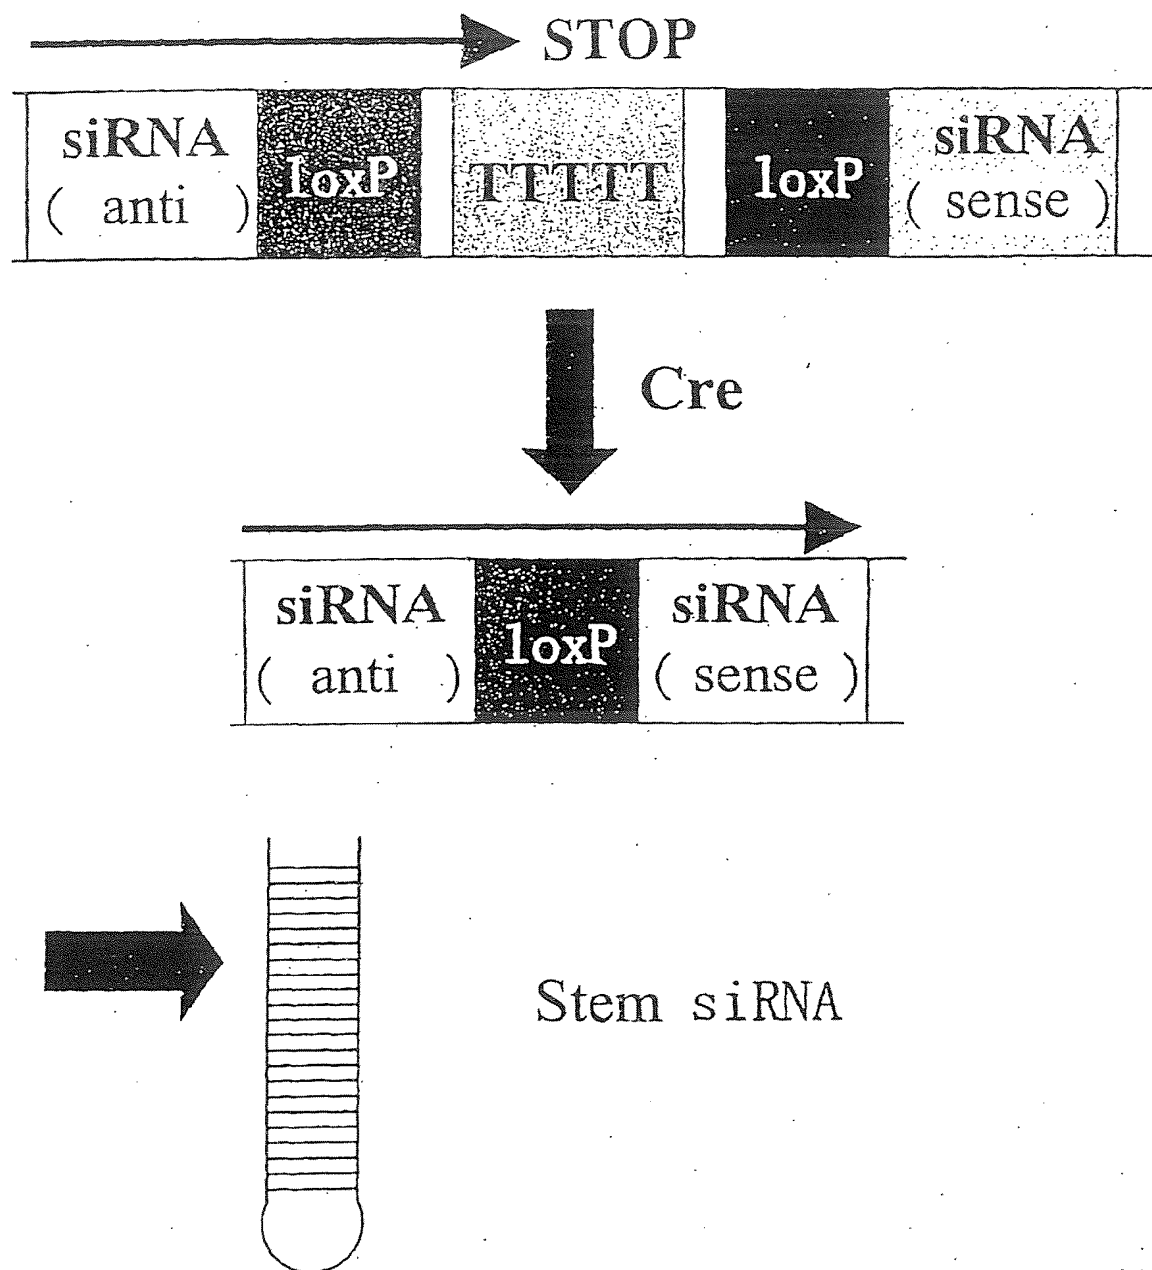 STOP
siRNA
( anti )
loxP
TTTTT
loxP
siRNA
( sense )
Cre
siRNA
( anti )
loxP
siRNA
( sense )
Stem siRNA